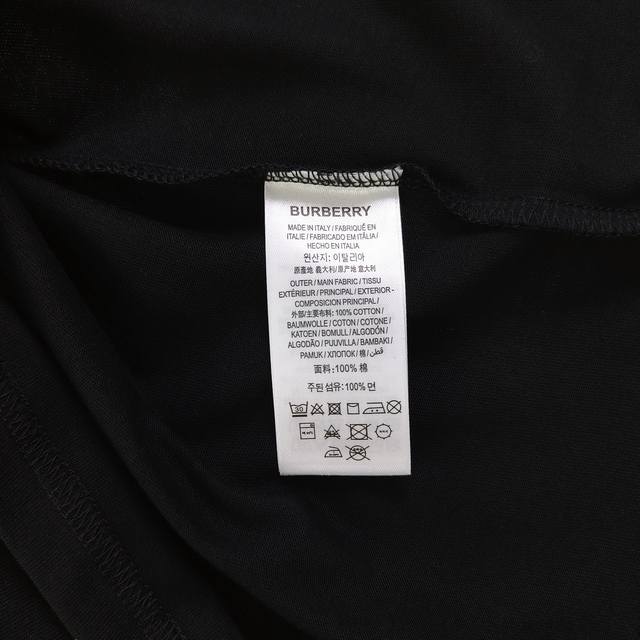 BURBERRY
MADE IN ITALY / FABRIQUÉ EN
ITALIE / FABRICADO EM ITÁLIA /
HECHO EN ITALIA
원산지: 이탈리아
原產地 義大利 / 原产地 意大利
OUTER / MAIN FABRIC / TISSU
EXTÉRIEUR / PRINCIPAL / EXTERIOR -
COMPOSICION PRINCIPAL /
外部/主要布料: 100% COTTON /
BAUMWOLLE / COTON / COTONE /
KATOEN / BOMULL / ALGODÓN /
ALGODÃO / PUUVILLA / BAMBAKI /
PAMUK / ХЛОПОК / 棉 / قطن
面料: 100% 棉
주된 섬유: 100% 면
30